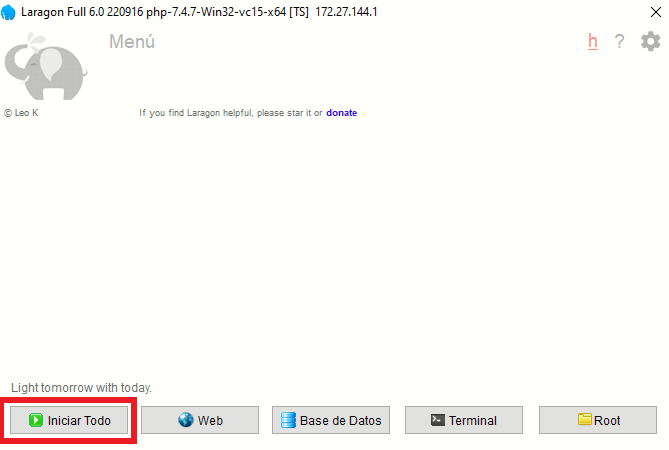 Laragon Full 6.0 220916 php-7.4.7-Win32-vc15-x64 [TS] 172.27.144.1
Menú
h ?
© Leo K
If you find Laragon helpful, please star it or donate
Light tomorrow with today.
Iniciar Todo
Web
Base de Datos
Terminal
Root